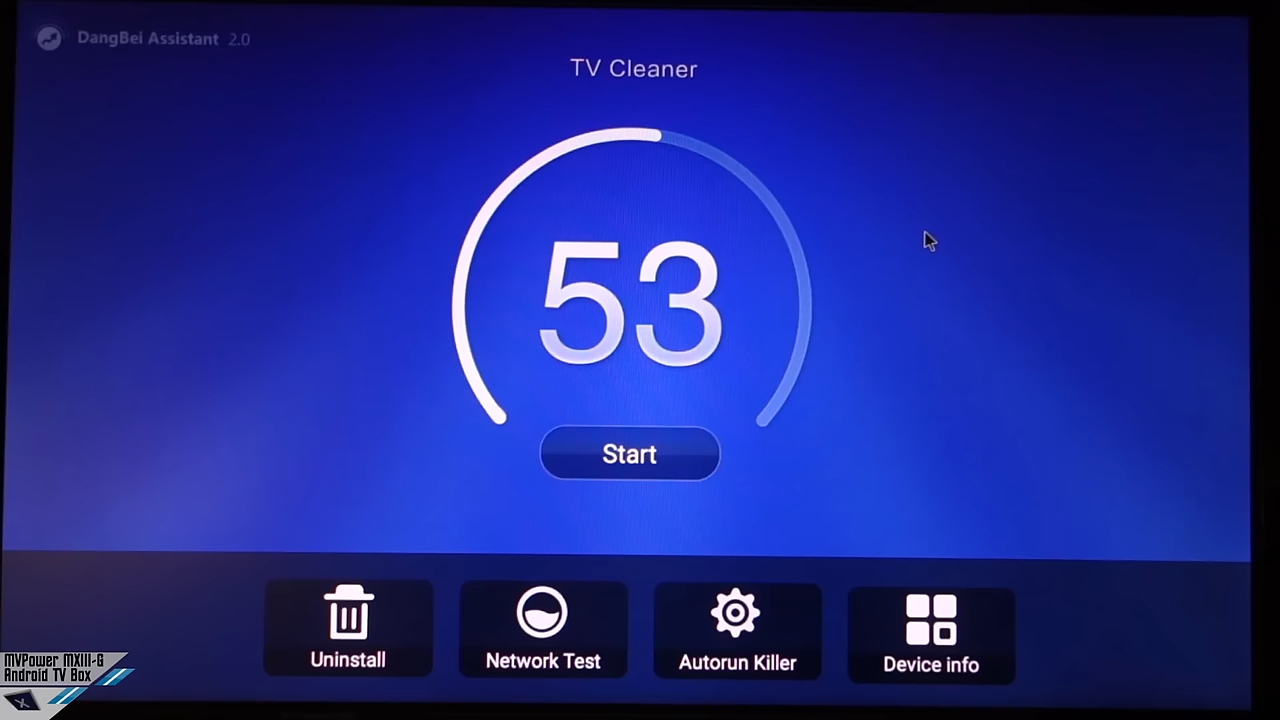 DangBei Assistant 2.0
TV Cleaner
53
Start
Uninstall
Network Test
Autorun Killer
Device info
MVPower MXIII-G
Android TV Box